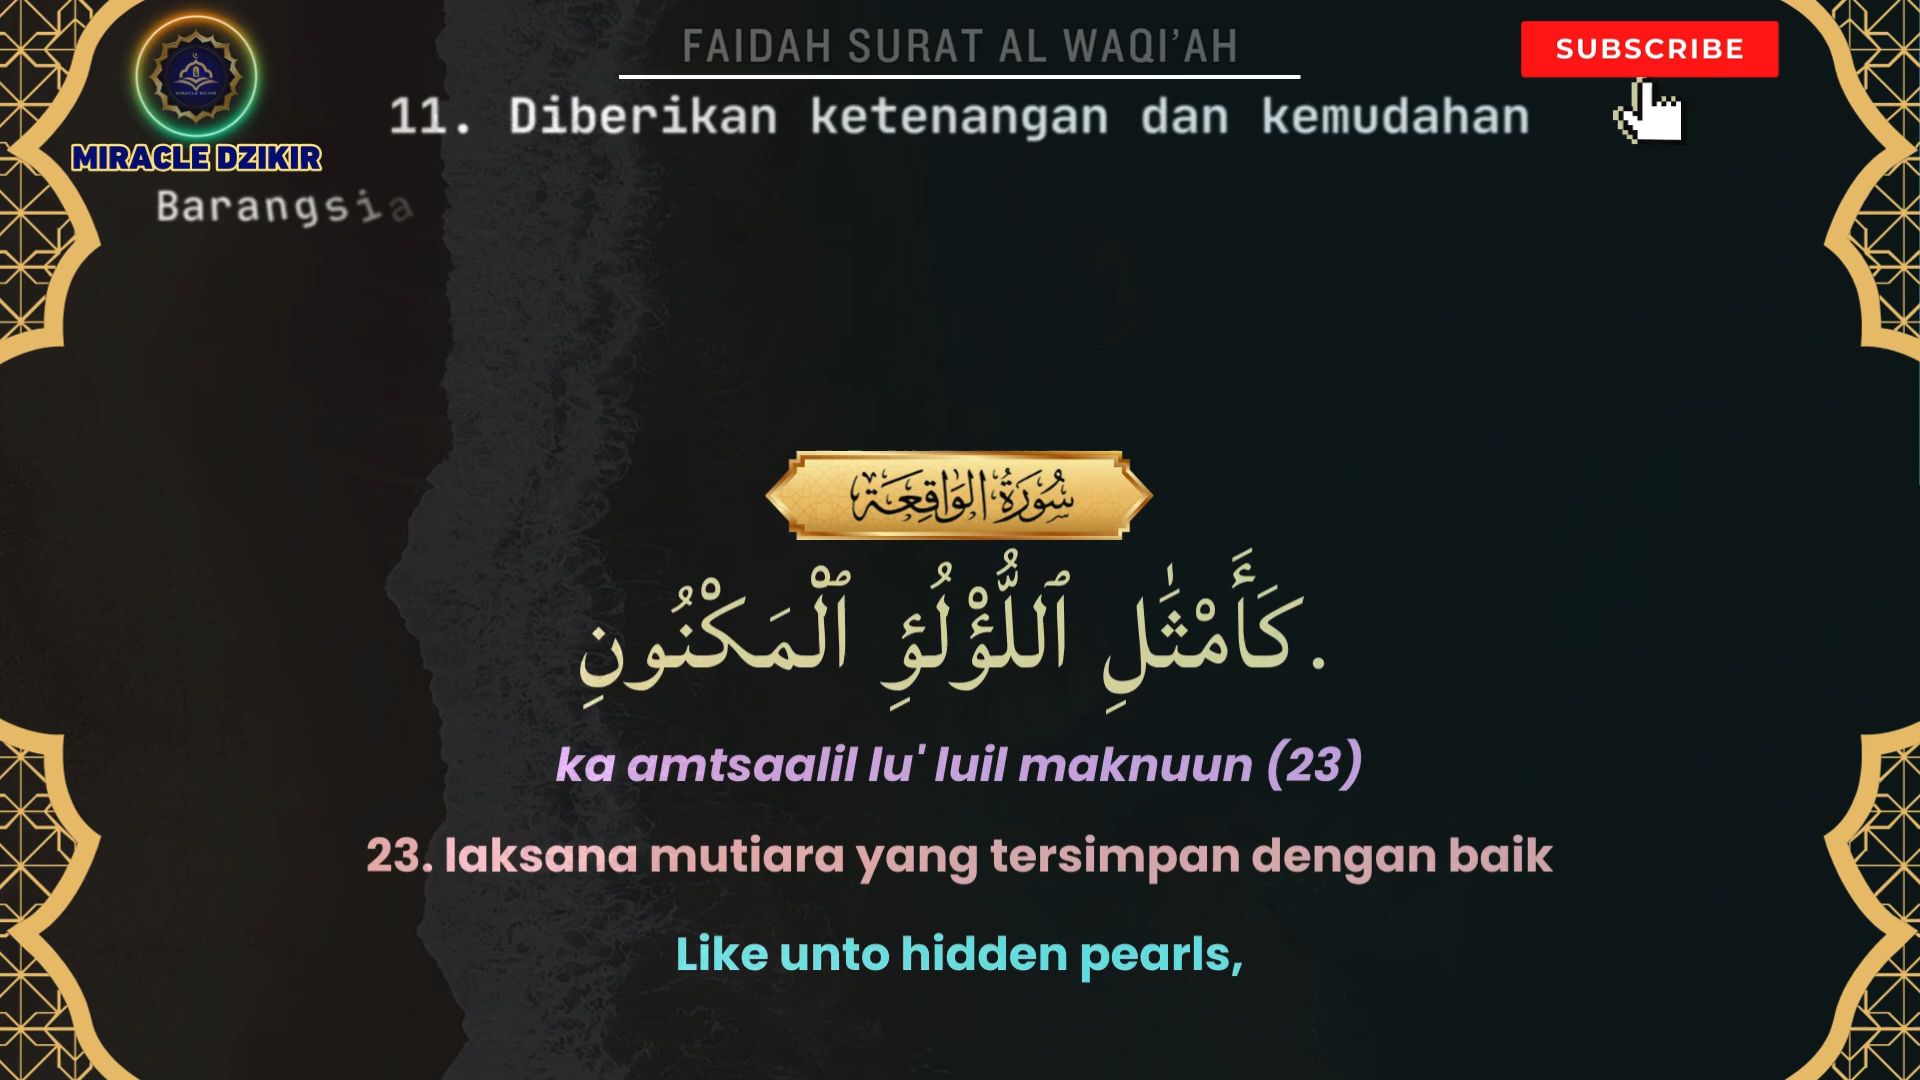 FAIDAH SURAT AL WAQI’AH
SUBSCRIBE
11. Diberikan ketenangan dan kemudahan
MIRACLE DZIKIR
Barangsia
سُورَةُ الوَاقِعَة
كَأَمْثَٰلِ ٱللُّؤْلُؤِ ٱلْمَكْنُونِ.
ka amtsaalil lu' luil maknuun (23)
23. laksana mutiara yang tersimpan dengan baik
Like unto hidden pearls,